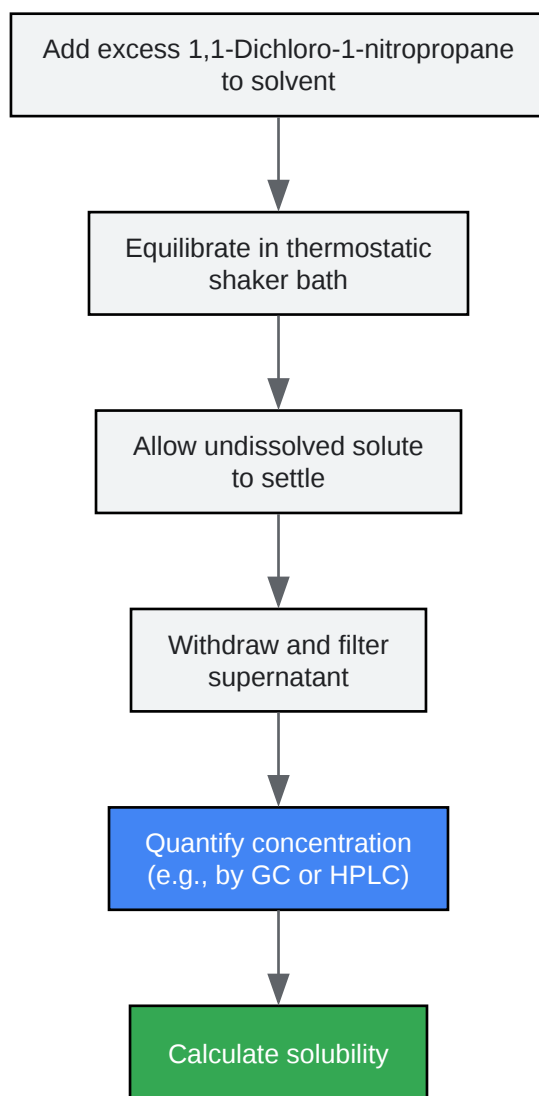 Add excess 1,1-Dichloro-1-nitropropane
to solvent
Equilibrate in thermostatic
shaker bath
Allow undissolved solute
to settle
Withdraw and filter
supernatant
Quantify concentration
(e.g., by GC or HPLC)
Calculate solubility